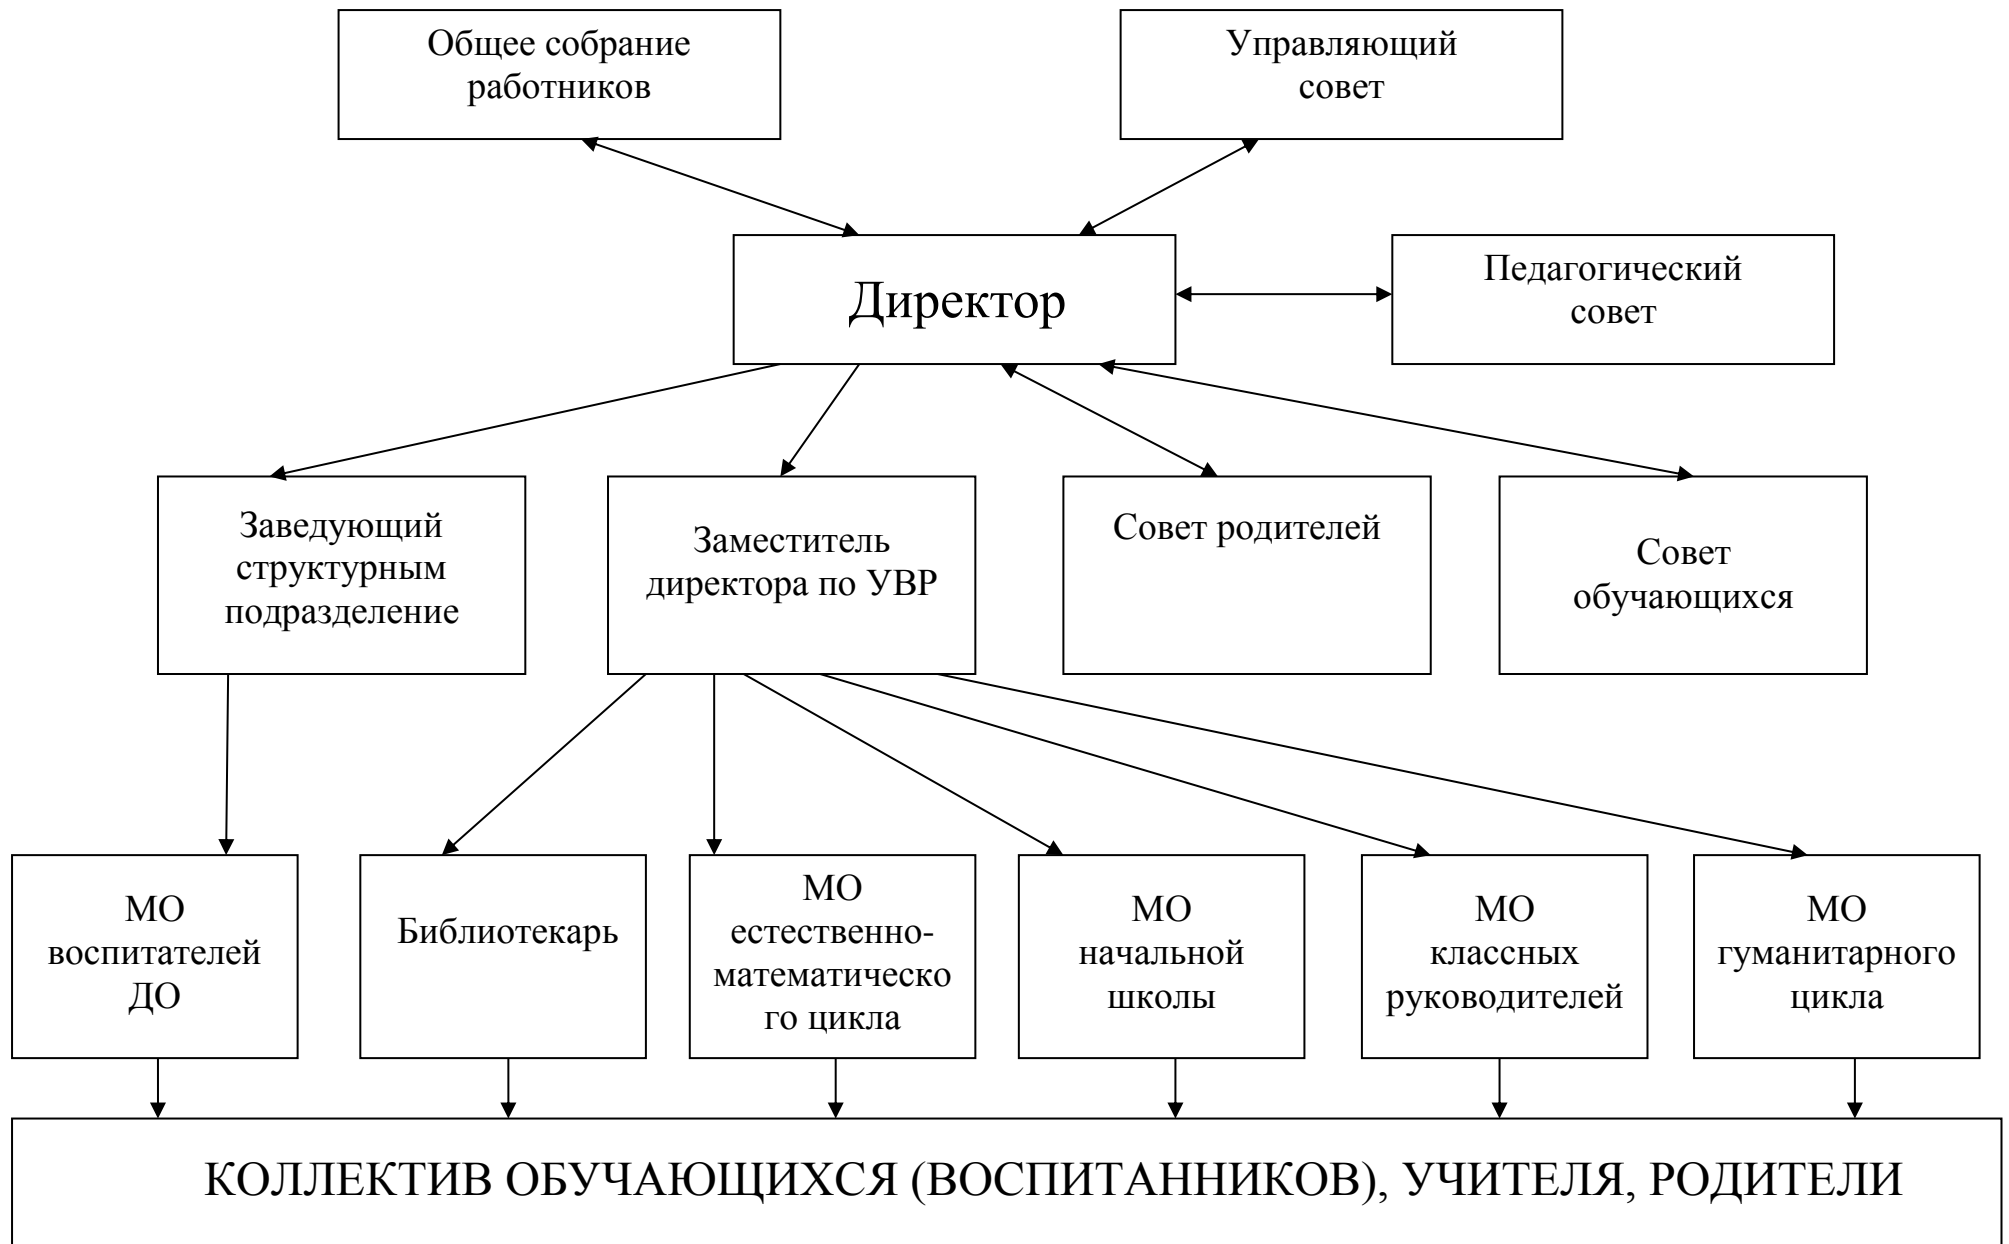 Общее собрание
работников
Управляющий
совет
Директор
Педагогический
совет
Заведующий
структурным
подразделение
Заместитель
директора по УВР
Совет родителей
Совет
обучающихся
МО
воспитателей
ДО
Библиотекарь
МО
естественно-
математическо
го цикла
МО
начальной
школы
МО
классных
руководителей
МО
гуманитарного
цикла
КОЛЛЕКТИВ ОБУЧАЮЩИХСЯ (ВОСПИТАННИКОВ), УЧИТЕЛЯ, РОДИТЕЛИ